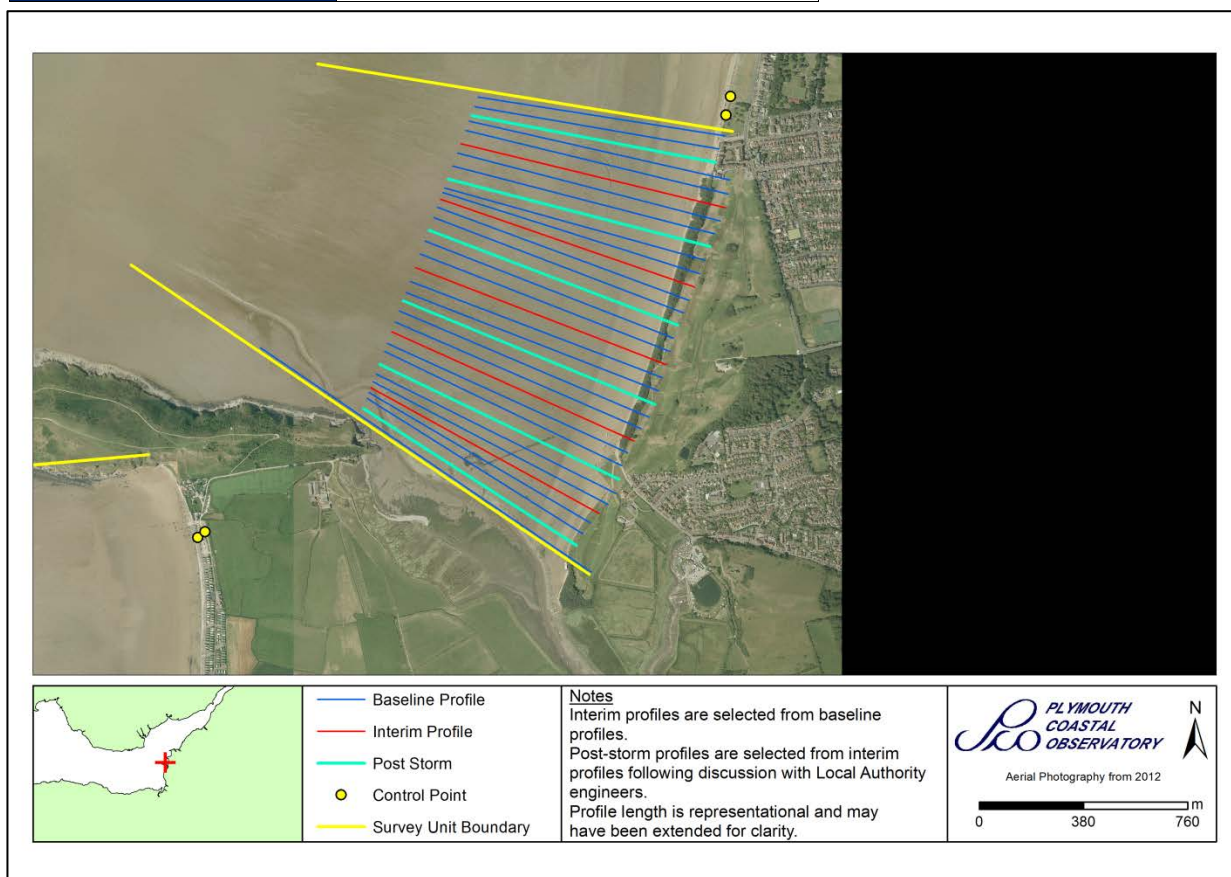 Baseline Profile
Interim Profile
Post Storm
Control Point
Survey Unit Boundary
Notes
Interim profiles are selected from baseline
profiles.
Post-storm profiles are selected from interim
profiles following discussion with Local Authority
engineers.
Profile length is representational and may
have been extended for clarity.
PLYMOUTH
COASTAL
OBSERVATORY
N
Aerial Photography from 2012
m
0 380 760